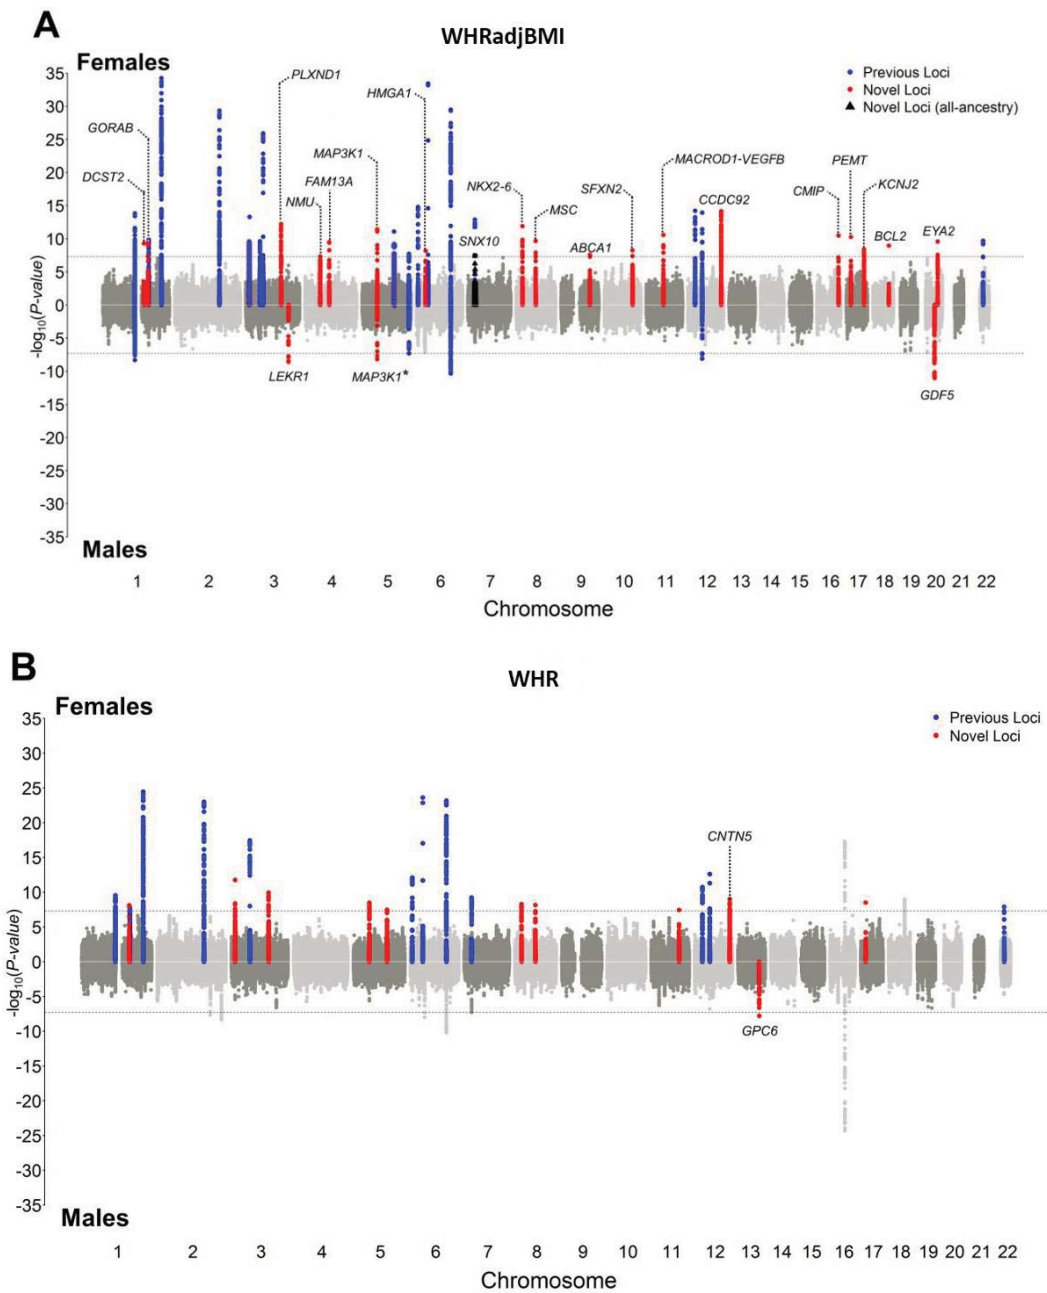 A
WHRadjBMI
Females
Previous Loci
Novel Loci
Novel Loci (all-ancestry)
PLXND1
HMGA1
GORAB
MAP3K1
MACROD1-VEGFB
PEMT
DCST2
FAM13A
NKX2-6
SFXN2
CMIP
KCNJ2
NMU
MSC
CCDC92
SNX10
ABCA1
BCL2
EYA2
35
30
25
20
15
10
5
0
-5
-10
-15
-20
-25
-30
-35
-log10(P-value)
LEKR1
MAP3K1*
GDF5
Males
1 2 3 4 5 6 7 8 9 10 11 12 13 14 15 16 17 18 19 20 21 22
Chromosome
B
WHR
Females
Previous Loci
Novel Loci
35
30
25
20
15
10
5
0
-5
-10
-15
-20
-25
-30
-35
-log10(P-value)
CNTN5
GPC6
Males
1 2 3 4 5 6 7 8 9 10 11 12 13 14 15 16 17 18 19 20 21 22
Chromosome